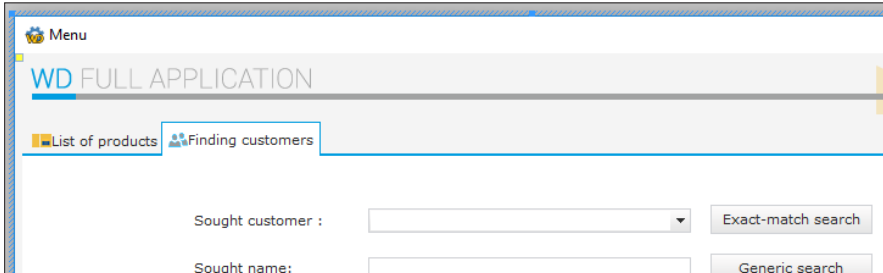 Menu
WD FULL APPLICATION
List of products Finding customers
Sought customer : Exact-match search
Sought name: Generic search